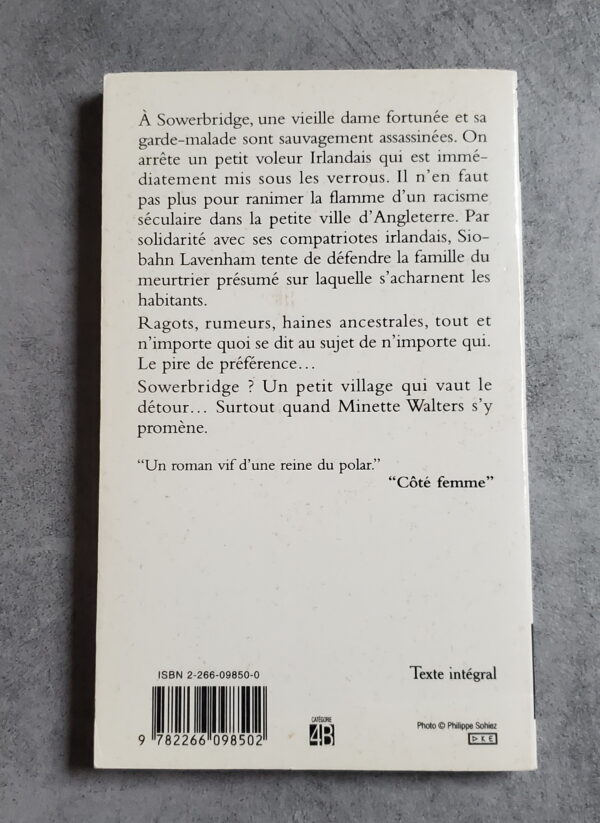 À Sowerbridge, une vieille dame fortunée et sa
garde-malade sont sauvagement assassinées. On
arrête un petit voleur Irlandais qui est immé-
diatement mis sous les verrous. Il n'en faut
pas plus pour ranimer la flamme d'un racisme
séculaire dans la petite ville d'Angleterre. Par
solidarité avec ses compatriotes irlandais, Sio-
bahn Lavenham tente de défendre la famille du
meurtrier présumé sur laquelle s'acharnent les
habitants.
Ragots, rumeurs, haines ancestrales, tout et
n'importe quoi se dit au sujet de n'importe qui.
Le pire de préférence…
Sowerbridge ? Un petit village qui vaut le
détour… Surtout quand Minette Walters s'y
promène.
“Un roman vif d'une reine du polar.”
“Côté femme”
ISBN 2-266-09850-0
Texte intégral
9 782266 098502
CATÉGORIE
4B
Photo © Philippe Sohiez